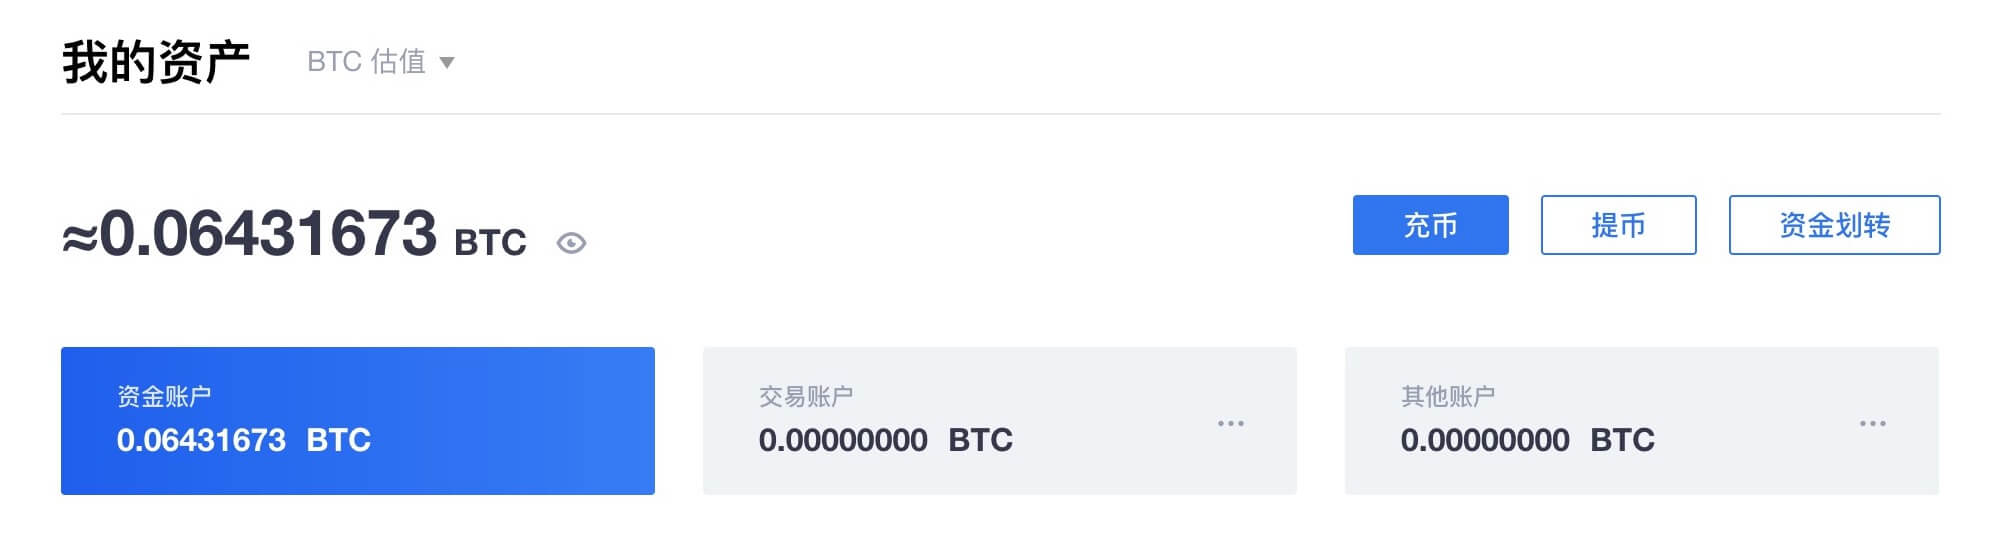 我的资产 BTC 估值
≈0.06431673 BTC
充币 提币 资金划转
资金账户 交易账户 其他账户
0.06431673 BTC 0.00000000 BTC 0.00000000 BTC